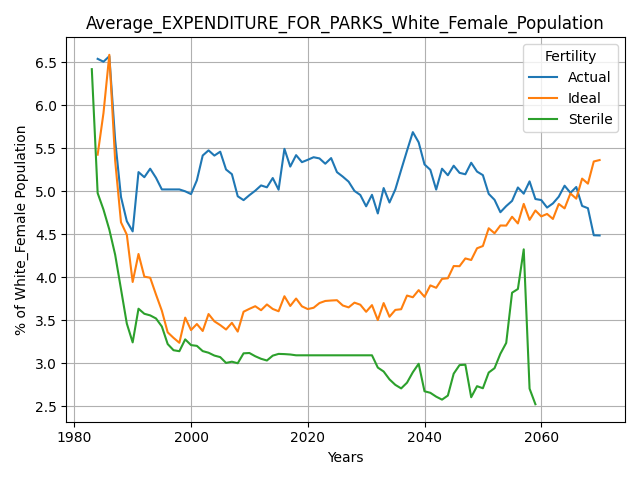 Average_EXPENDITURE_FOR_PARKS_White_Female_Population
Fertility
Actual
Ideal
Sterile
% of White_Female Population
6.5
6.0
5.5
5.0
4.5
4.0
3.5
3.0
2.5
1980
2000
2020
2040
2060
Years